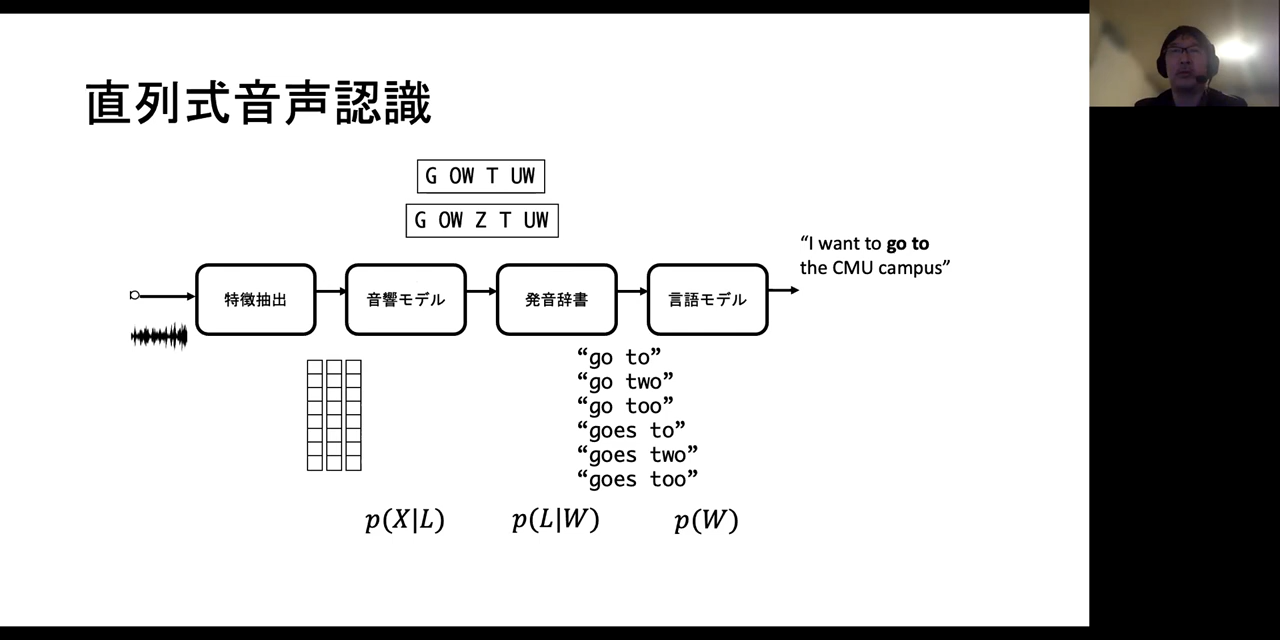 直列式音声認識
G OW T UW
G OW Z T UW
“I want to go to
the CMU campus”
特徴抽出
音響モデル
発音辞書
言語モデル
“go to”
“go two”
“go too”
“goes to”
“goes two”
“goes too”
p(X|L)
p(L|W)
p(W)